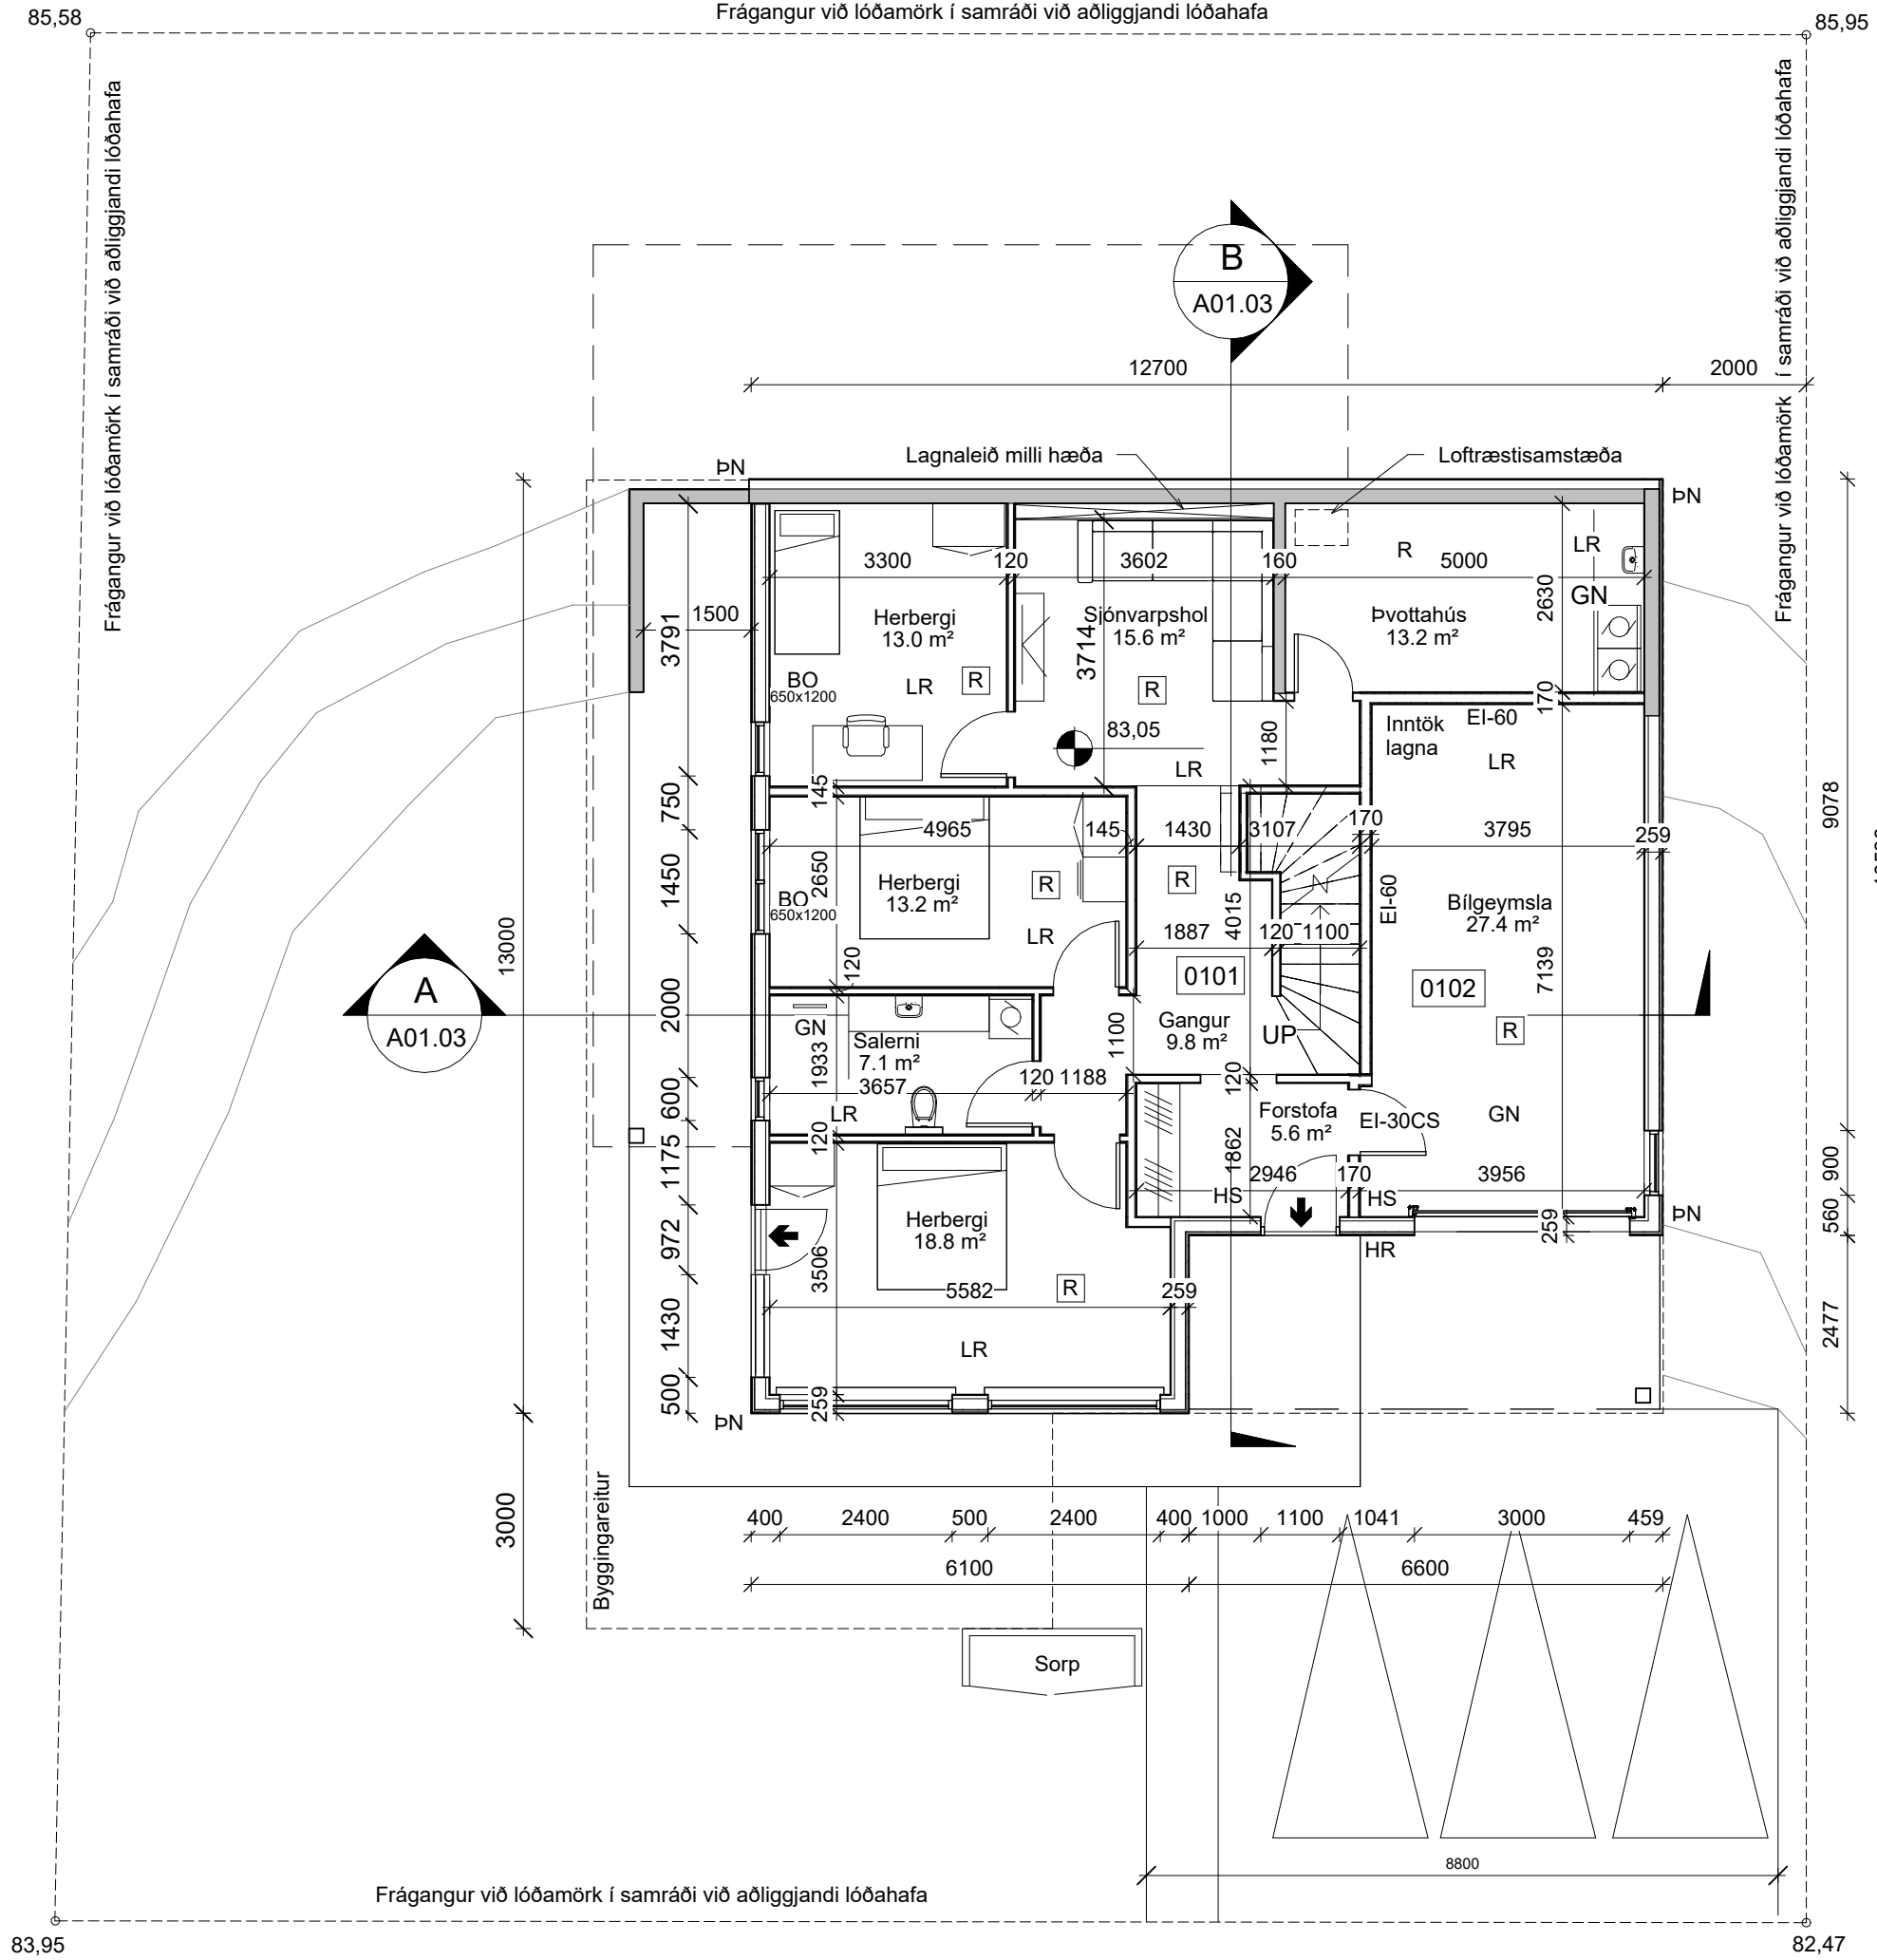 Frágangur við lóðamörk í samráði við aðliggjandi lóðahafa
85,58
85,95
Frágangur við lóðamörk í samráði við aðliggjandi lóðahafa
Frágangur við lóðamörk í samráði við aðliggjandi lóðahafa
B
A01.03
12700
2000
Lagnaleið milli hæða
Loftræstisamstæða
ÞN
ÞN
3300
120
3602
160
R
5000
LR
GN
2630
1500
3791
Herbergi
13.0 m²
Sjónvarpshol
15.6 m²
3714
Þvottahús
13.2 m²
BO
650x1200
LR
R
R
170
EI-60
Inntök
lagna
83,05
1180
LR
LR
145
750
4965
145
1430
3107
170
3795
259
9078
1450
2650
Herbergi
13.2 m²
R
R
BO
650x1200
EI-60
Bílgeymsla
27.4 m²
13000
LR
1887
4015
120
1100
7139
120
A
A01.03
2000
0101
0102
GN
Salerni
7.1 m²
1933
3657
120
1188
1100
Gangur
9.8 m²
UP
R
600
LR
120
Forstofa
5.6 m²
EI-30CS
GN
120
1175
1862
2946
170
3956
900
HS
HS
560
ÞN
972
Herbergi
18.8 m²
3506
HR
259
5582
R
259
1430
LR
2477
500
259
ÞN
Byggingareitur
3000
400
2400
500
2400
400
1000
1100
1041
3000
459
6100
6600
Sorp
8800
Frágangur við lóðamörk í samráði við aðliggjandi lóðahafa
83,95
82,47